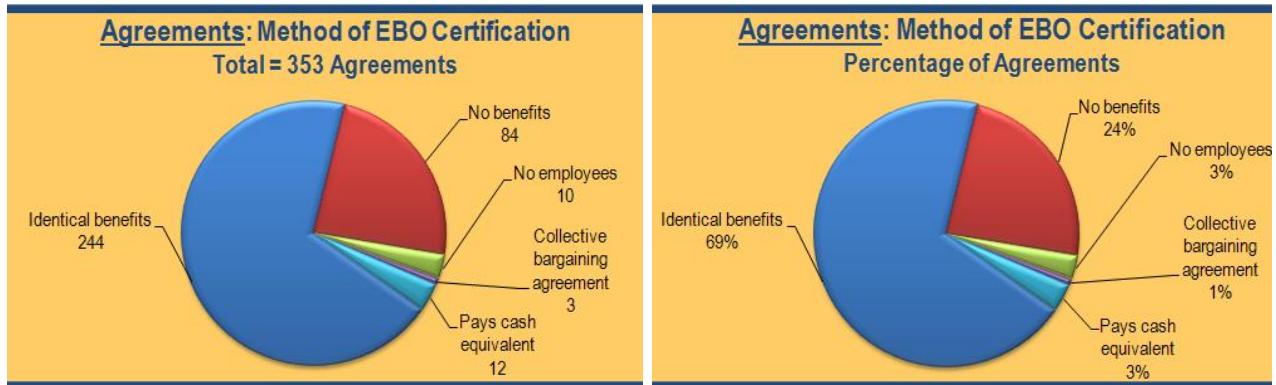 Agreements: Method of EBO Certification
Total = 353 Agreements
No benefits
84
No employees
10
Identical benefits
244
Collective
bargaining
agreement
3
Pays cash
equivalent
12
Agreements: Method of EBO Certification
Percentage of Agreements
No benefits
24%
No employees
3%
Identical benefits
69%
Collective
bargaining
agreement
1%
Pays cash
equivalent
3%